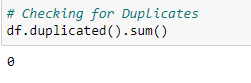 # Checking for Duplicates
df.duplicated().sum()
0